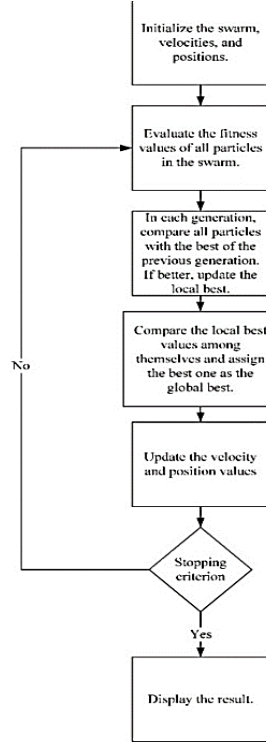 Initialize the swarm,
velocities, and
positions.
Evaluate the fitness
values of all particles
in the swarm.
In each generation,
compare all particles
with the best of the
previous generation.
If better, update the
local best.
Compare the local best
values among
themselves and assign
the best one as the
global best.
No
Update the velocity
and position values
Stopping
criterion
Yes
Display the result.